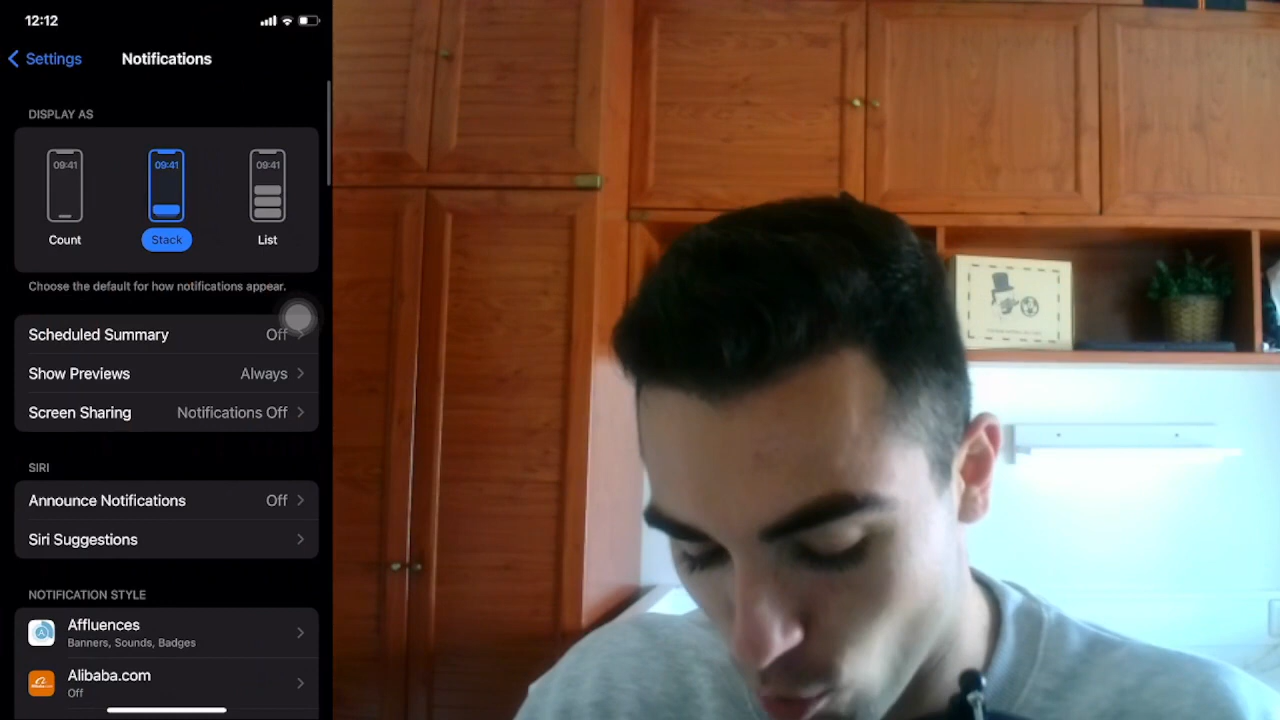 12:12
Settings
Notifications
DISPLAY AS
09:41
09:41
09:41
Count
Stack
List
Choose the default for how notifications appear.
Scheduled Summary Off
Show Previews Always
Screen Sharing Notifications Off
SIRI
Announce Notifications Off
Siri Suggestions
NOTIFICATION STYLE
Affluences
Banners, Sounds, Badges
Alibaba.com
Off